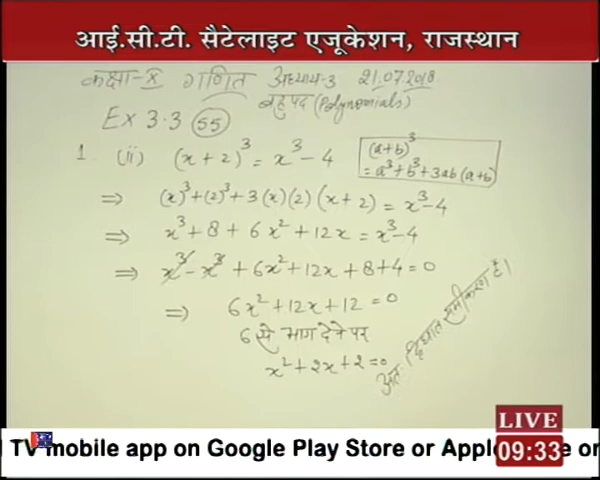 आई.सी.टी. सैटेलाइट एजूकेशन, राजस्थान
कक्षा-X गणित अध्याय-3 21.07.2018
बहुपद (Polynomials)
Ex 3.3 (55)
1 (ii) (x+2)³ = x³-4
(a+b)³
= a³+b³+3ab(a+b)
⇒ (x)³+(2)³+3(x)(2)(x+2) = x³-4
⇒ x³+8+6x²+12x = x³-4
⇒ x³-x³+6x²+12x+8+4=0
⇒ 6x²+12x+12=0
6 से भाग देने पर
x²+2x+2=0
अतः द्विघात समीकरण है।
LIVE
TV mobile app on Google Play Store or Appl
09:33
e or